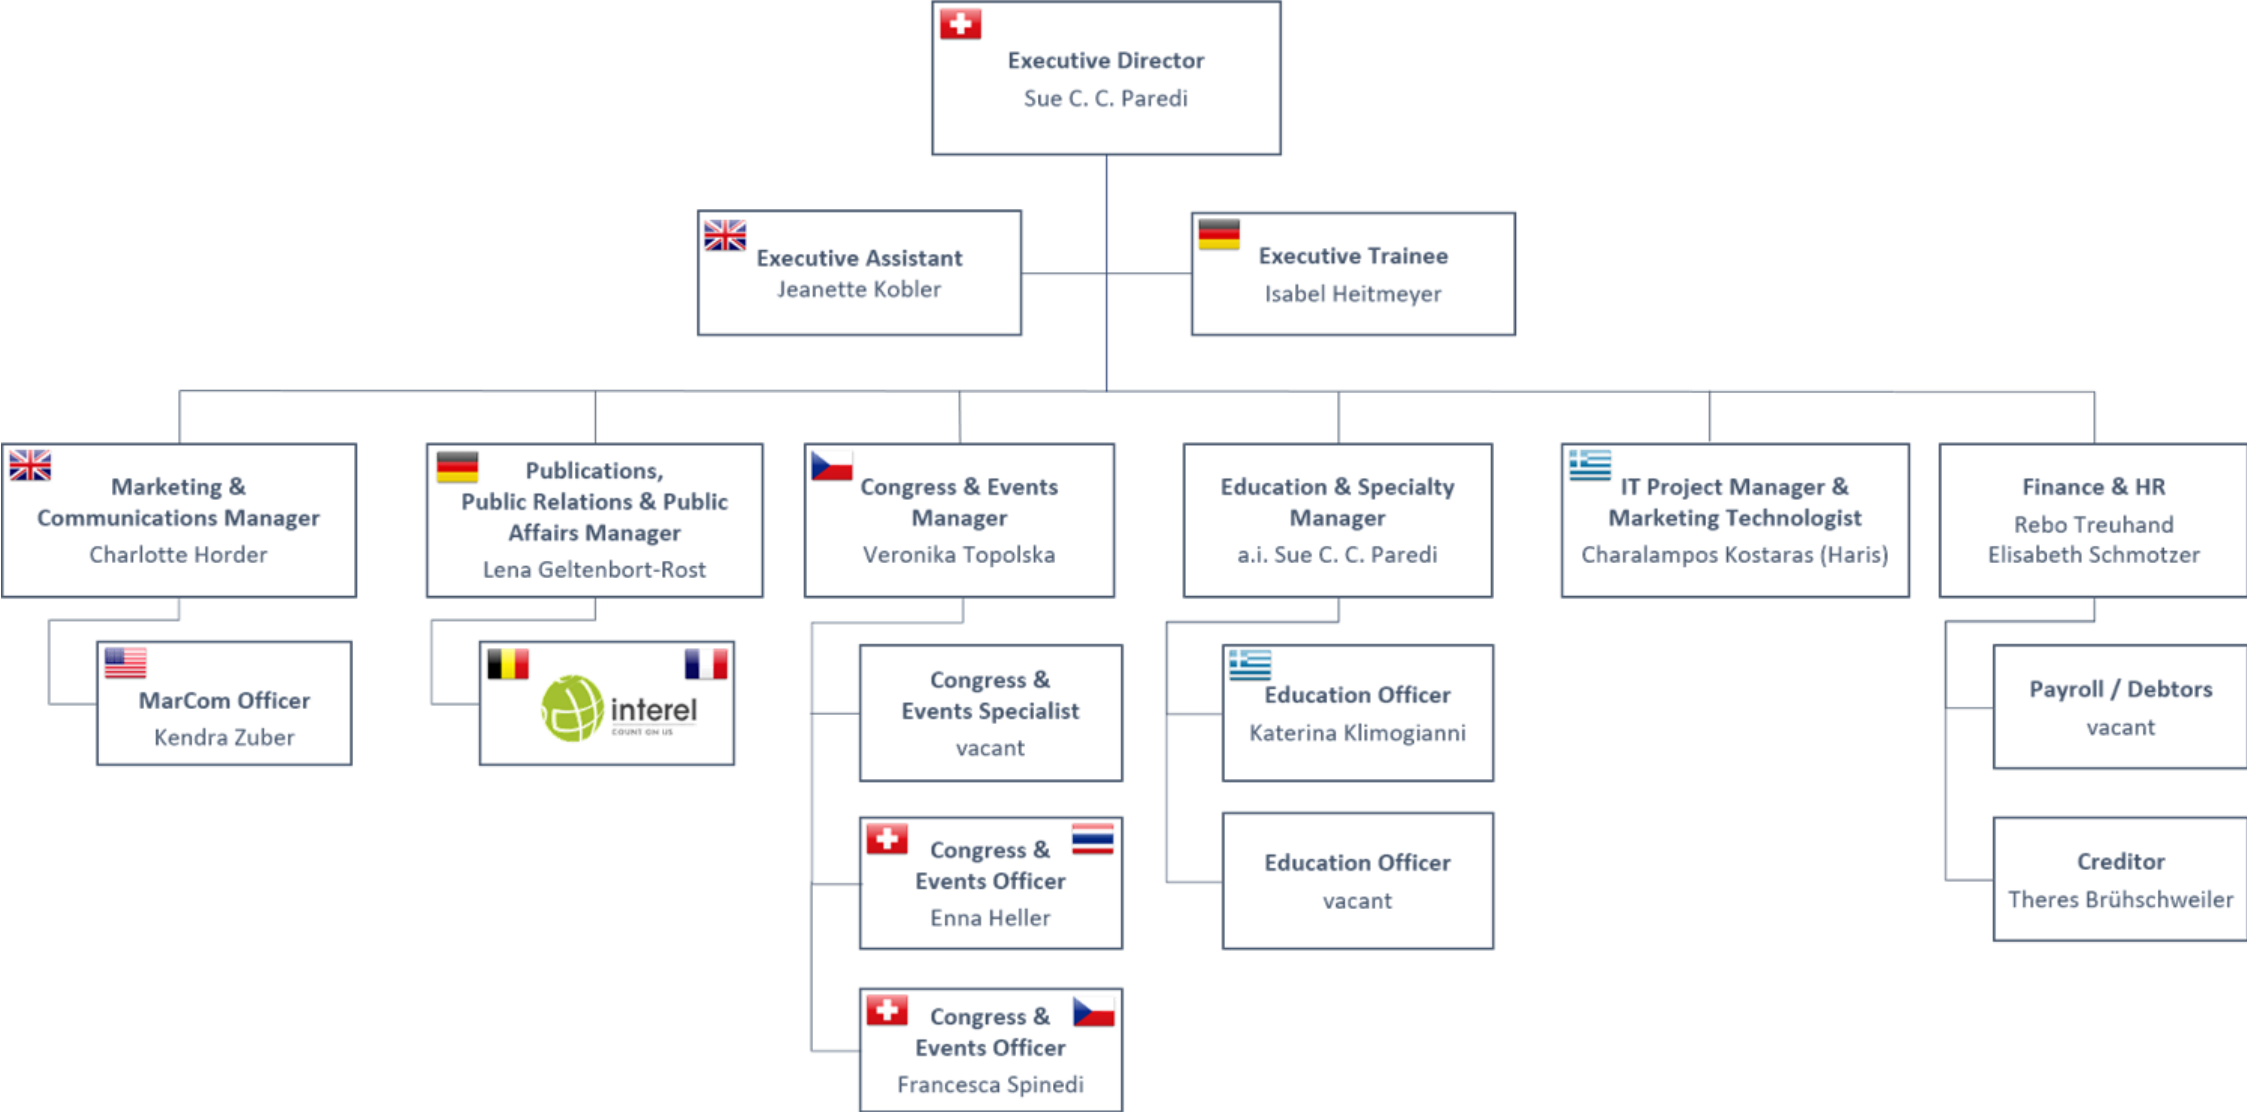 Executive Director
Sue C. C. Paredi
Executive Assistant
Jeanette Kobler
Executive Trainee
Isabel Heitmeyer
Marketing &
Communications Manager
Charlotte Horder
Publications,
Public Relations & Public
Affairs Manager
Lena Geltenbort-Rost
Congress & Events
Manager
Veronika Topolska
Education & Specialty
Manager
a.i. Sue C. C. Paredi
IT Project Manager &
Marketing Technologist
Charalampos Kostaras (Haris)
Finance & HR
Rebo Treuhand
Elisabeth Schmotzer
MarCom Officer
Kendra Zuber
interel
COUNT ON US
Congress &
Events Specialist
vacant
Congress &
Events Officer
Enna Heller
Congress &
Events Officer
Francesca Spinedi
Education Officer
Katerina Klimogianni
Education Officer
vacant
Payroll / Debtors
vacant
Creditor
Theres Brühschweiler